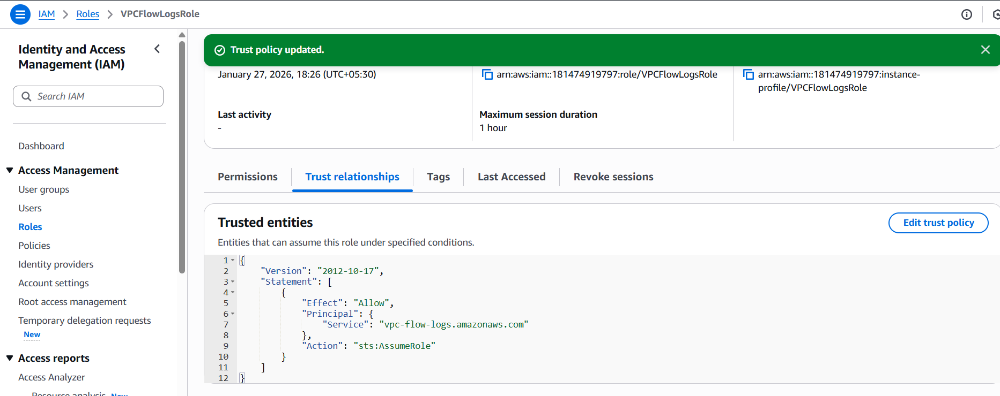 IAM > Roles > VPCFlowLogsRole
Identity and Access
Management (IAM)
Search IAM
Dashboard
Access Management
User groups
Users
Roles
Policies
Identity providers
Account settings
Root access management
Temporary delegation requests
New
Access reports
Access Analyzer
Resource analysis New
Trust policy updated.
January 27, 2026, 18:26 (UTC+05:30)
arn:aws:iam::181474919797:role/VPCFlowLogsRole
arn:aws:iam::181474919797:instance-
profile/VPCFlowLogsRole
Last activity
-
Maximum session duration
1 hour
Permissions
Trust relationships
Tags
Last Accessed
Revoke sessions
Trusted entities
Edit trust policy
Entities that can assume this role under specified conditions.
1 {
2     "Version": "2012-10-17",
3     "Statement": [
4         {
5             "Effect": "Allow",
6             "Principal": {
7                 "Service": "vpc-flow-logs.amazonaws.com"
8             },
9             "Action": "sts:AssumeRole"
10         }
11     ]
12 }